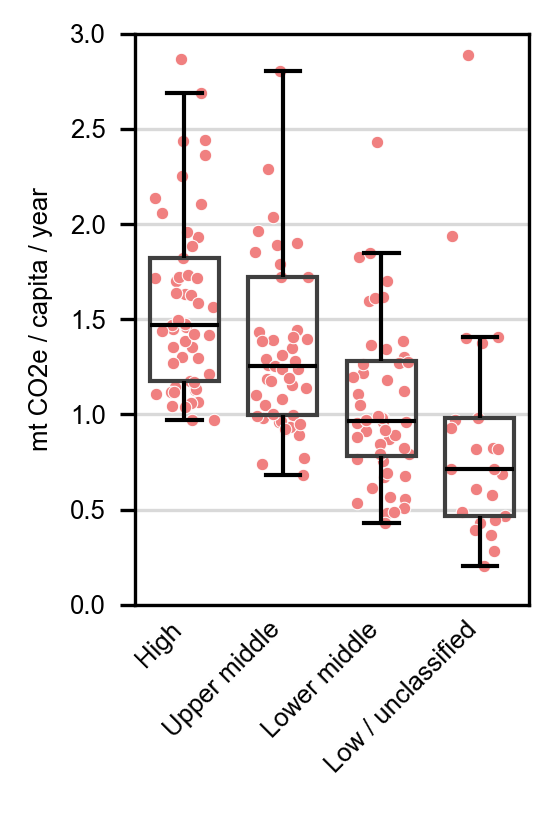 3.0
2.5
2.0
1.5
1.0
0.5
0.0
mt CO2e / capita / year
High
Upper middle
Lower middle
Low / unclassified